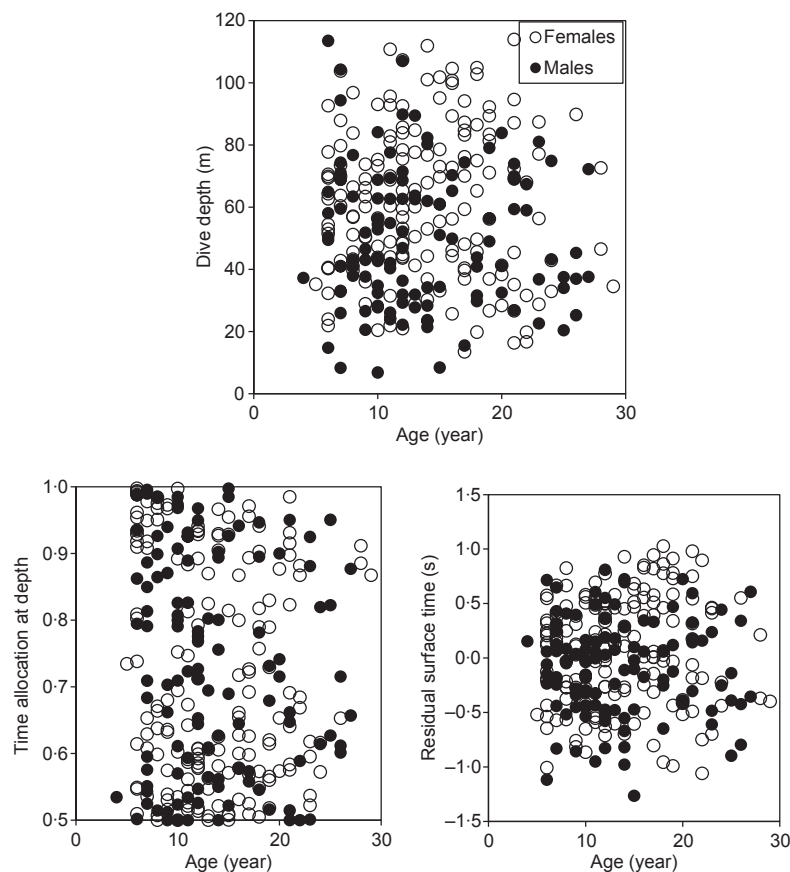 120
100
80
60
40
20
0
Dive depth (m)
Females
Males
0 10 20 30
Age (year)
1·0
0·9
0·8
0·7
0·6
0·5
Time allocation at depth
0 10 20 30
Age (year)
1·5
1·0
0·5
0·0
–0·5
–1·0
–1·5
Residual surface time (s)
0 10 20 30
Age (year)